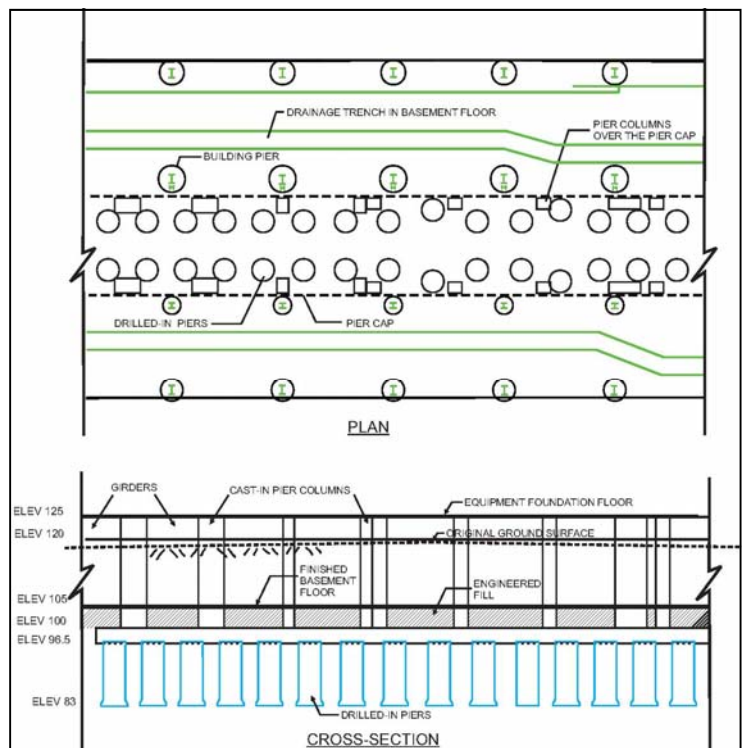 DRAINAGE TRENCH IN BASEMENT FLOOR
PIER COLUMNS
OVER THE PIER CAP
BUILDING PIER
DRILLED-IN PIERS
PIER CAP
PLAN
GIRDERS
CAST-IN PIER COLUMNS
EQUIPMENT FOUNDATION FLOOR
ELEV 125
ELEV 120
ORIGINAL GROUND SURFACE
FINISHED
BASEMENT
FLOOR
ENGINEERED
FILL
ELEV 105
ELEV 100
ELEV 96.5
ELEV 83
DRILLED-IN PIERS
CROSS-SECTION